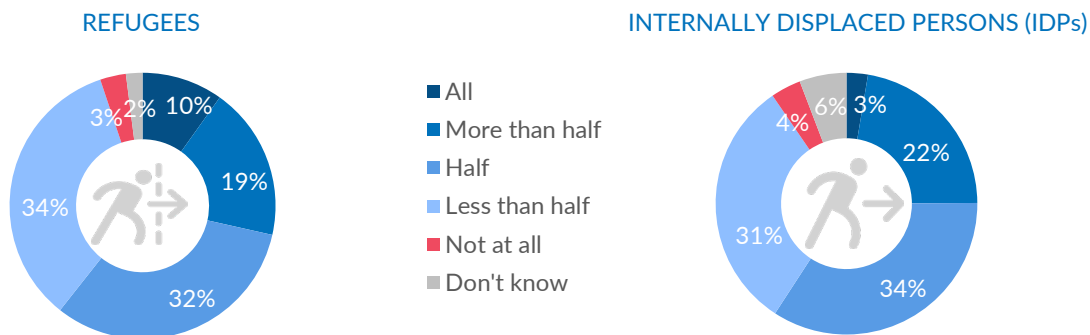 REFUGEES
INTERNALLY DISPLACED PERSONS (IDPs)
10%
19%
32%
34%
3%
2%
All
More than half
Half
Less than half
Not at all
Don't know
3%
22%
34%
31%
4%
6%